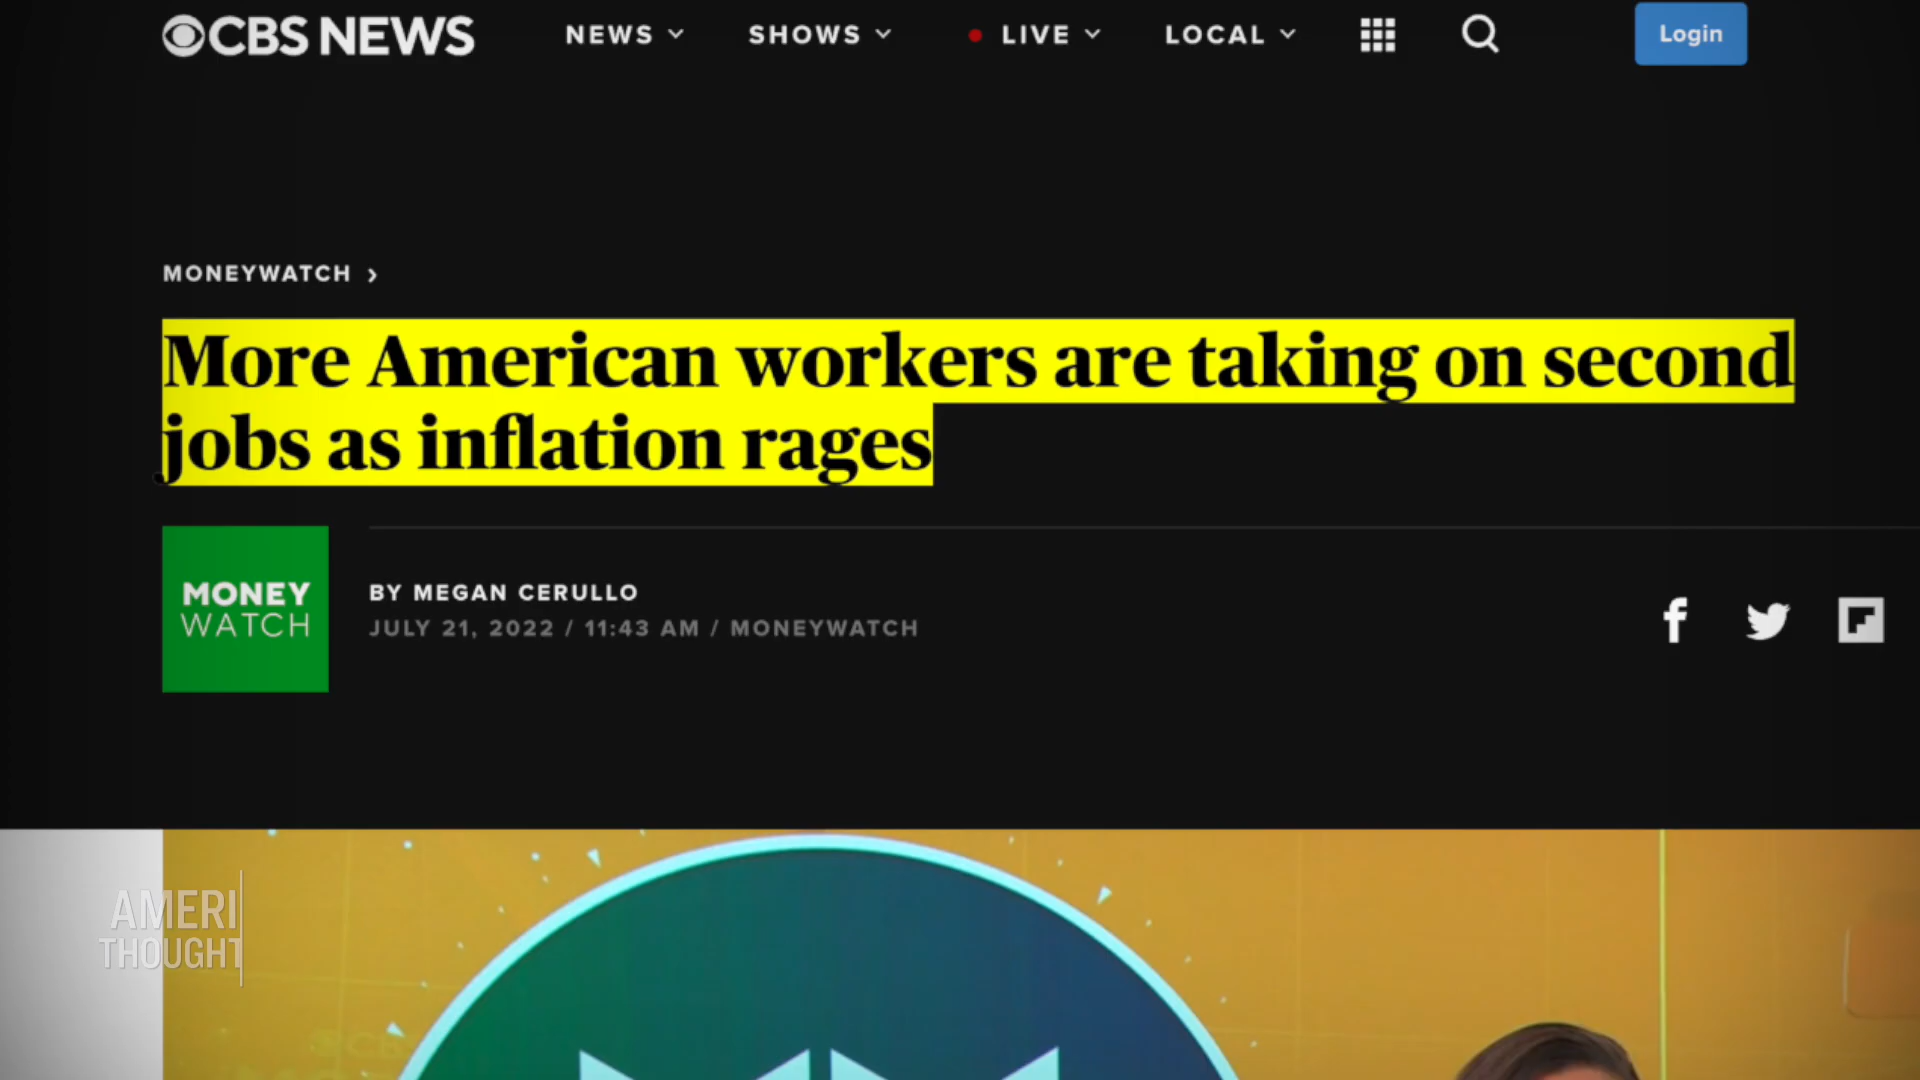 CBS NEWS
NEWS
SHOWS
LIVE
LOCAL
Login
MONEYWATCH
More American workers are taking on second
jobs as inflation rages
MONEY
WATCH
BY MEGAN CERULLO
JULY 21, 2022 / 11:43 AM / MONEYWATCH
AMERI
THOUGHT